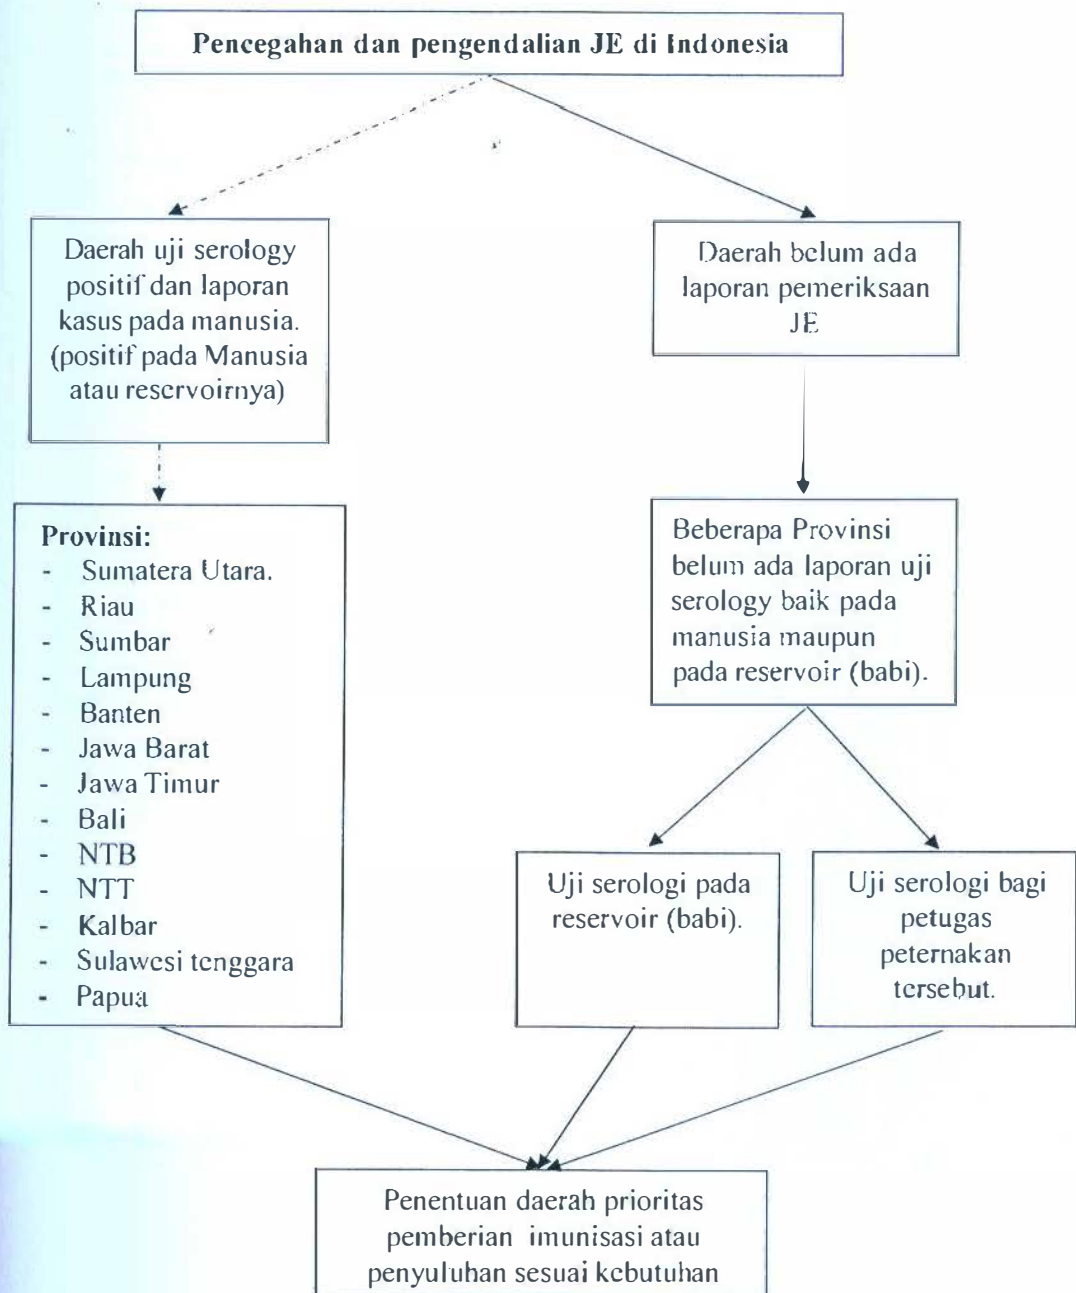 Pencegahan dan pengendalian JE di Indonesia
Daerah uji serology
positif dan laporan
kasus pada manusia.
(positif pada Manusia
atau reservoirnya)
Daerah belum ada
laporan pemeriksaan
JE
Provinsi:
- Sumatera Utara.
- Riau
- Sumbar
- Lampung
- Banten
- Jawa Barat
- Jawa Timur
- Bali
- NTB
- NTT
- Kalbar
- Sulawesi tenggara
- Papua
Beberapa Provinsi
belum ada laporan uji
serology baik pada
manusia maupun
pada reservoir (babi).
Uji serologi pada
reservoir (babi).
Uji serologi bagi
petugas
peternakan
tersebut.
Penentuan daerah prioritas
pemberian imunisasi atau
penyuluhan sesuai kebutuhan